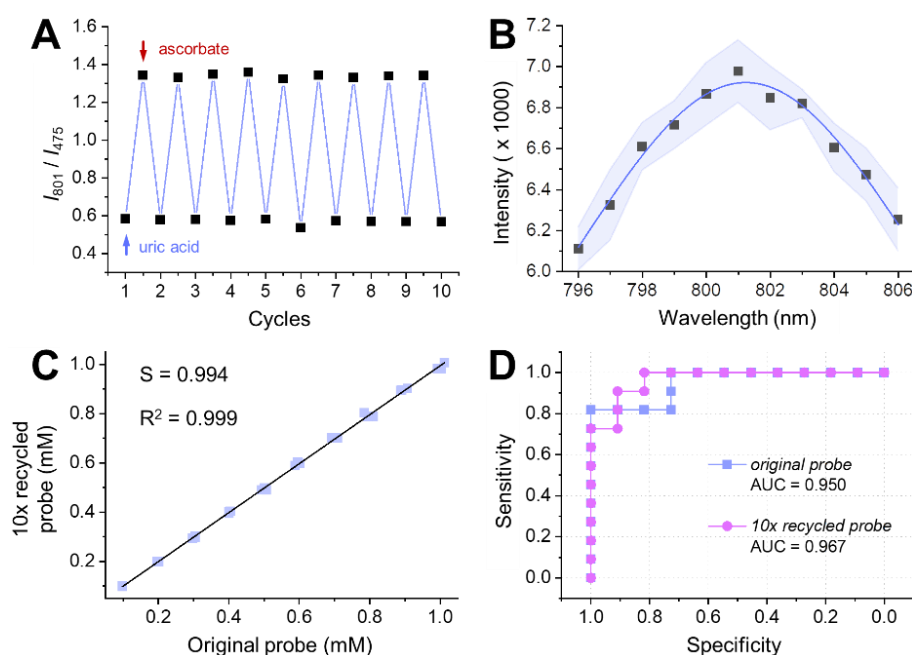 A
ascorbate
I801 / I475
1.6
1.4
1.2
1.0
0.8
0.6
0.4
uric acid
1 2 3 4 5 6 7 8 9 10
Cycles
B
Intensity ( x 1000)
7.2
7.0
6.8
6.6
6.4
6.2
6.0
796 798 800 802 804 806
Wavelength (nm)
C
S = 0.994
R² = 0.999
10x recycled
probe (mM)
1.0
0.8
0.6
0.4
0.2
0.2 0.4 0.6 0.8 1.0
Original probe (mM)
D
Sensitivity
1.0
0.8
0.6
0.4
0.2
0.0
original probe
AUC = 0.950
10x recycled probe
AUC = 0.967
1.0 0.8 0.6 0.4 0.2 0.0
Specificity